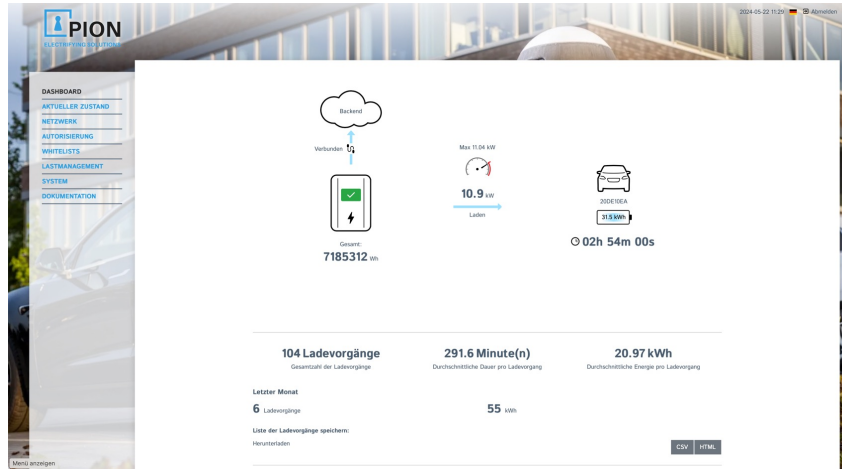 2024-05-22 11:29 Abmelden
PION
ELECTRIFYING SOLUTIONS
DASHBOARD
AKTUELLER ZUSTAND
NETZWERK
AUTORISIERUNG
WHITELISTS
LASTMANAGEMENT
SYSTEM
DOKUMENTATION
Backend
Verbunden
Max 11.04 kW
10.9 kW
Laden
20DE10EA
31.5 kWh
02h 54m 00s
Gesamt:
7185312 Wh
104 Ladevorgänge
Gesamtzahl der Ladevorgänge
291.6 Minute(n)
Durchschnittliche Dauer pro Ladevorgang
20.97 kWh
Durchschnittliche Energie pro Ladevorgang
Letzter Monat
6 Ladevorgänge
55 kWh
Liste der Ladevorgänge speichern:
Herunterladen
CSV HTML
Menü anzeigen